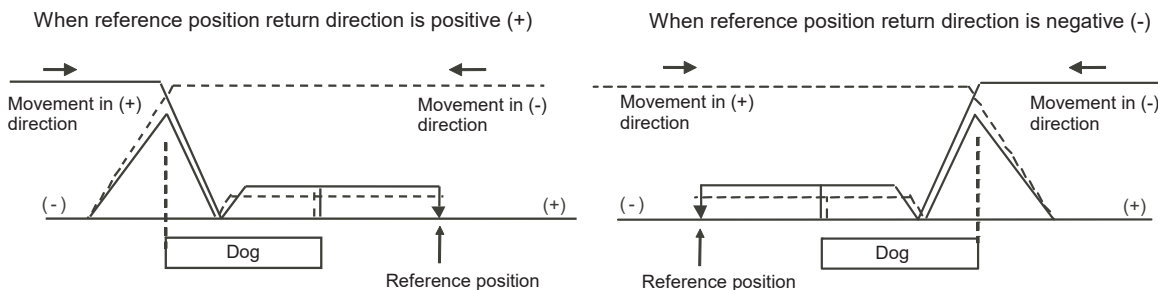 When reference position return direction is positive (+)
Movement in (+)
direction
Movement in (-)
direction
(-)
(+)
Dog
Reference position
When reference position return direction is negative (-)
Movement in (+)
direction
Movement in (-)
direction
(-)
(+)
Dog
Reference position